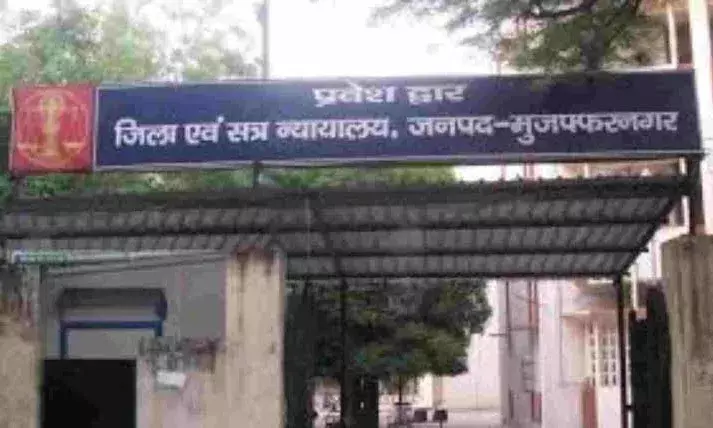 प्रवेश द्वार
जिला एवं सत्र न्यायालय, जनपद-मुजफ्फरनगर